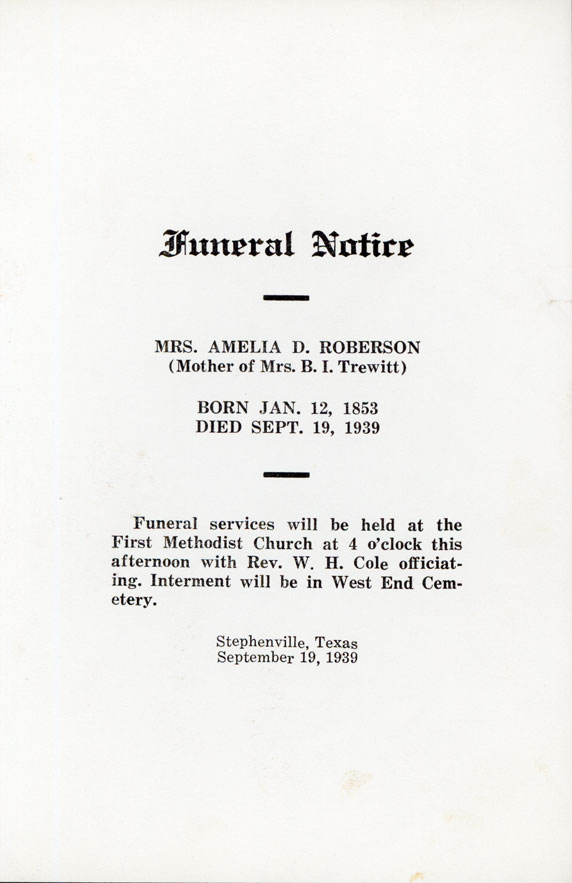 Funeral Notice
MRS. AMELIA D. ROBERSON
(Mother of Mrs. B. I. Trewitt)
BORN JAN. 12, 1853
DIED SEPT. 19, 1939
Funeral services will be held at the
First Methodist Church at 4 o'clock this
afternoon with Rev. W. H. Cole officiat-
ing. Interment will be in West End Cem-
etery.
Stephenville, Texas
September 19, 1939